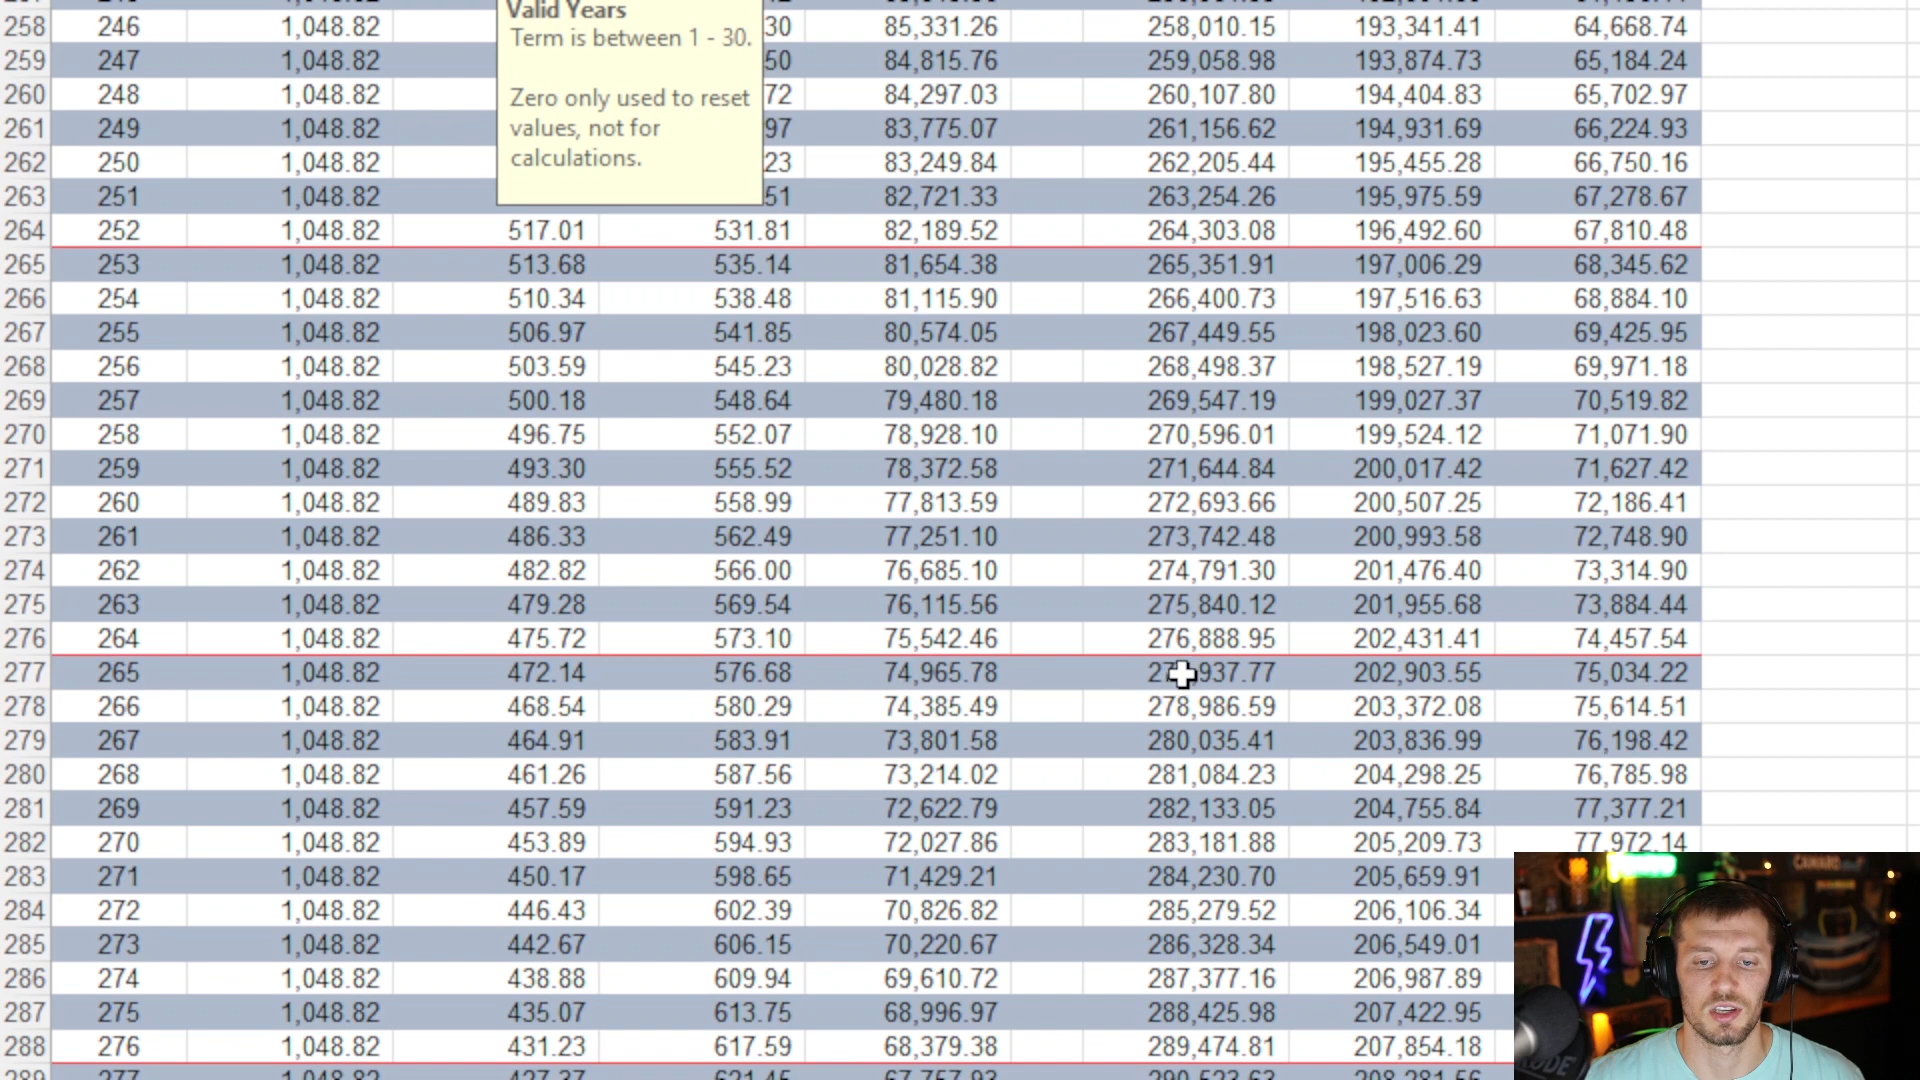 Valid Years
Term is between 1 - 30.
Zero only used to reset
values, not for
calculations.
258 246 1,048.82 30 85,331.26 258,010.15 193,341.41 64,668.74
259 247 1,048.82 50 84,815.76 259,058.98 193,874.73 65,184.24
260 248 1,048.82 72 84,297.03 260,107.80 194,404.83 65,702.97
261 249 1,048.82 97 83,775.07 261,156.62 194,931.69 66,224.93
262 250 1,048.82 23 83,249.84 262,205.44 195,455.28 66,750.16
263 251 1,048.82 51 82,721.33 263,254.26 195,975.59 67,278.67
264 252 1,048.82 517.01 531.81 82,189.52 264,303.08 196,492.60 67,810.48
265 253 1,048.82 513.68 535.14 81,654.38 265,351.91 197,006.29 68,345.62
266 254 1,048.82 510.34 538.48 81,115.90 266,400.73 197,516.63 68,884.10
267 255 1,048.82 506.97 541.85 80,574.05 267,449.55 198,023.60 69,425.95
268 256 1,048.82 503.59 545.23 80,028.82 268,498.37 198,527.19 69,971.18
269 257 1,048.82 500.18 548.64 79,480.18 269,547.19 199,027.37 70,519.82
270 258 1,048.82 496.75 552.07 78,928.10 270,596.01 199,524.12 71,071.90
271 259 1,048.82 493.30 555.52 78,372.58 271,644.84 200,017.42 71,627.42
272 260 1,048.82 489.83 558.99 77,813.59 272,693.66 200,507.25 72,186.41
273 261 1,048.82 486.33 562.49 77,251.10 273,742.48 200,993.58 72,748.90
274 262 1,048.82 482.82 566.00 76,685.10 274,791.30 201,476.40 73,314.90
275 263 1,048.82 479.28 569.54 76,115.56 275,840.12 201,955.68 73,884.44
276 264 1,048.82 475.72 573.10 75,542.46 276,888.95 202,431.41 74,457.54
277 265 1,048.82 472.14 576.68 74,965.78 202,903.55 75,034.22
278 266 1,048.82 468.54 580.29 74,385.49 278,986.59 203,372.08 75,614.51
279 267 1,048.82 464.91 583.91 73,801.58 280,035.41 203,836.99 76,198.42
280 268 1,048.82 461.26 587.56 73,214.02 281,084.23 204,298.25 76,785.98
281 269 1,048.82 457.59 591.23 72,622.79 282,133.05 204,755.84 77,377.21
282 270 1,048.82 453.89 594.93 72,027.86 283,181.88 205,209.73 77,972.14
283 271 1,048.82 450.17 598.65 71,429.21 284,230.70 205,659.91
284 272 1,048.82 446.43 602.39 70,826.82 285,279.52 206,106.34
285 273 1,048.82 442.67 606.15 70,220.67 286,328.34 206,549.01
286 274 1,048.82 438.88 609.94 69,610.72 287,377.16 206,987.89
287 275 1,048.82 435.07 613.75 68,996.97 288,425.98 207,422.95
288 276 1,048.82 431.23 617.59 68,379.38 289,474.81 207,854.18